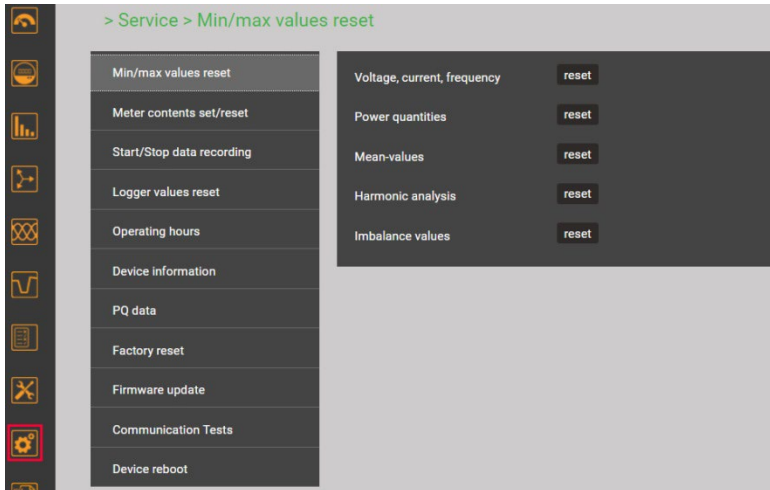 > Service > Min/max values reset
Min/max values reset
Meter contents set/reset
Start/Stop data recording
Logger values reset
Operating hours
Device information
PQ data
Factory reset
Firmware update
Communication Tests
Device reboot
Voltage, current, frequency reset
Power quantities reset
Mean-values reset
Harmonic analysis reset
Imbalance values reset